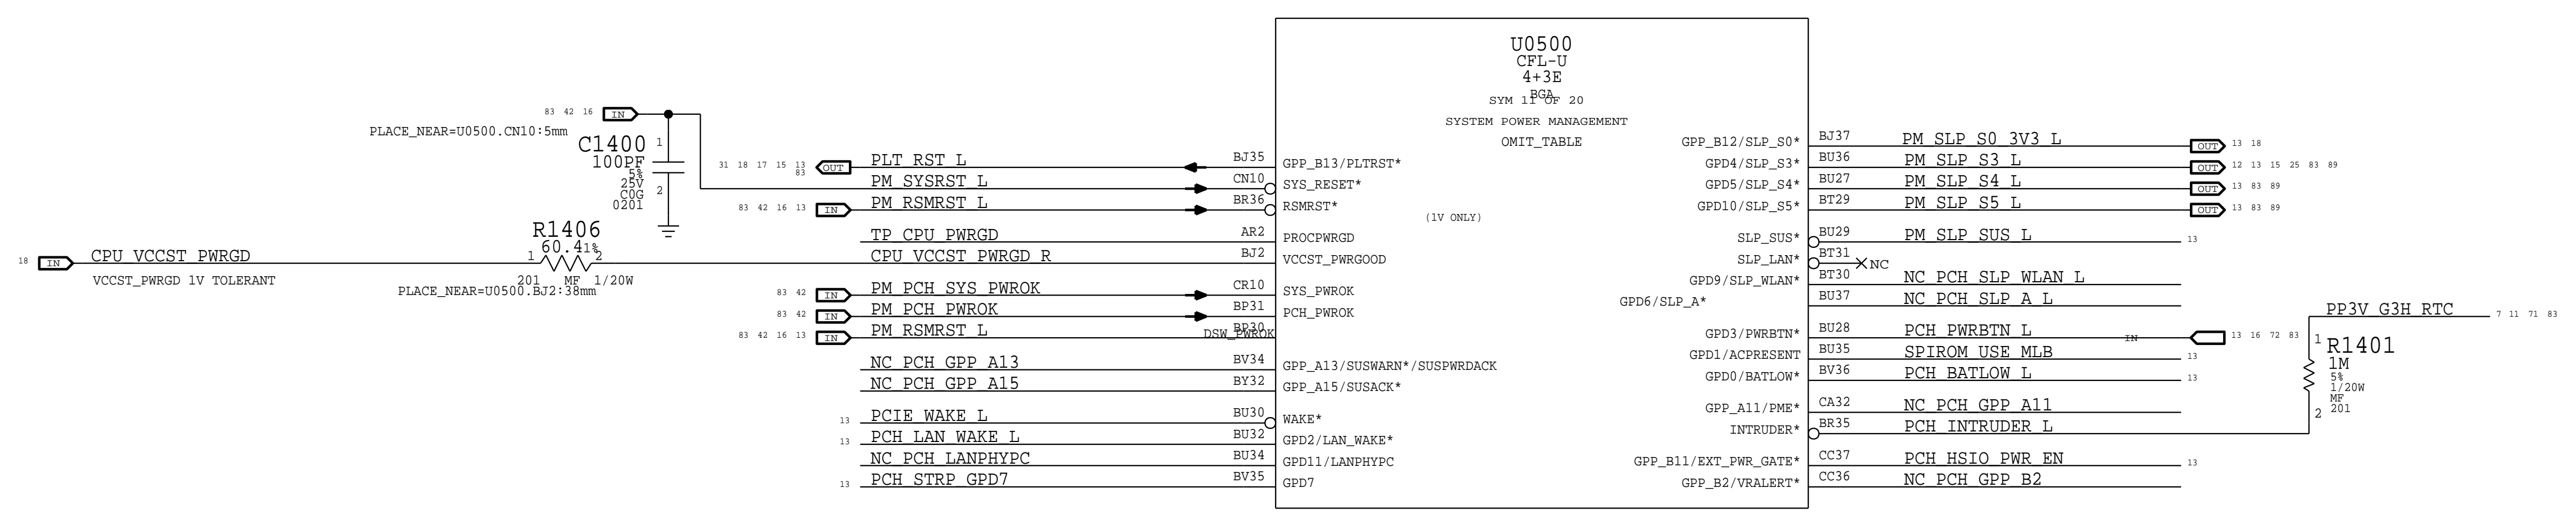 U0500
CFL-U
4+3E
BGA
SYM 11 OF 20
SYSTEM POWER MANAGEMENT
OMIT_TABLE
(1V ONLY)
83 42 16 IN
PLACE_NEAR=U0500.CN10:5mm
C1400
100PF
5%
25V
C0G
0201
1
2
31 18 17 15 13
83
OUT PLT_RST_L BJ35 GPP_B13/PLTRST*
PM_SYSRST_L CN10 SYS_RESET*
83 42 16 13 IN PM_RSMRST_L BR36 RSMRST*
TP_CPU_PWRGD AR2 PROCPWRGD
R1406
60.4 1%
1 2
18 IN CPU_VCCST_PWRGD CPU_VCCST_PWRGD_R BJ2 VCCST_PWRGOOD
VCCST_PWRGD 1V TOLERANT
201 MF 1/20W
PLACE_NEAR=U0500.BJ2:38mm
83 42 IN PM_PCH_SYS_PWROK CR10 SYS_PWROK
83 42 IN PM_PCH_PWROK BP31 PCH_PWROK
83 42 16 13 IN PM_RSMRST_L BP30 DSW_PWROK
NC_PCH_GPP_A13 BV34 GPP_A13/SUSWARN*/SUSPWRDACK
NC_PCH_GPP_A15 BY32 GPP_A15/SUSACK*
13 PCIE_WAKE_L BU30 WAKE*
13 PCH_LAN_WAKE_L BU32 GPD2/LAN_WAKE*
NC_PCH_LANPHYPC BU34 GPD11/LANPHYPC
13 PCH_STRP_GPD7 BV35 GPD7
GPP_B12/SLP_S0* BJ37 PM_SLP_S0_3V3_L OUT 13 18
GPD4/SLP_S3* BU36 PM_SLP_S3_L OUT 12 13 15 25 83 89
GPD5/SLP_S4* BU27 PM_SLP_S4_L OUT 13 83 89
GPD10/SLP_S5* BT29 PM_SLP_S5_L OUT 13 83 89
SLP_SUS* BU29 PM_SLP_SUS_L 13
SLP_LAN* BT31 NC
GPD9/SLP_WLAN* BT30 NC_PCH_SLP_WLAN_L
GPD6/SLP_A* BU37 NC_PCH_SLP_A_L
GPD3/PWRBTN* BU28 PCH_PWRBTN_L IN 13 16 72 83
GPD1/ACPRESENT BU35 SPIROM_USE_MLB 13
GPD0/BATLOW* BV36 PCH_BATLOW_L 13
GPP_A11/PME* CA32 NC_PCH_GPP_A11
INTRUDER* BR35 PCH_INTRUDER_L
GPP_B11/EXT_PWR_GATE* CC37 PCH_HSIO_PWR_EN 13
GPP_B2/VRALERT* CC36 NC_PCH_GPP_B2
PP3V_G3H_RTC 7 11 71 83
1
R1401
1M
5%
1/20W
MF
201
2